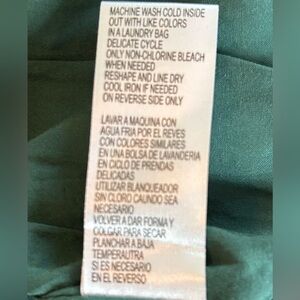 MACHINE WASH COLD INSIDE
OUT WITH LIKE COLORS
IN A LAUNDRY BAG
DELICATE CYCLE
ONLY NON-CHLORINE BLEACH
WHEN NEEDED
RESHAPE AND LINE DRY
COOL IRON IF NEEDED
ON REVERSE SIDE ONLY
LAVAR A MAQUINA CON
AGUA FRIA POR EL REVES
CON COLORES SIMILARES
EN UNA BOLSA DE LAVANDERIA
EN CICLO DE PRENDAS
DELICADAS
UTILIZAR BLANQUEADOR
SIN CLORO CAUNDO SEA
NECESARIO
VOLVER A DAR FORMA Y
COLGAR PARA SECAR
PLANCHAR A BAJA
TEMPERAUTRA
SI ES NECESARIO
EN EL REVERSO